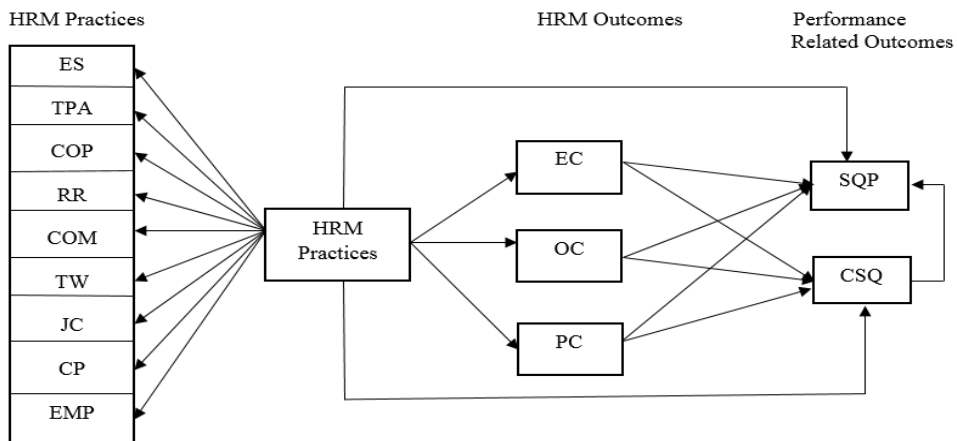 HRM Practices
HRM Outcomes
Performance
Related Outcomes
ES
TPA
COP
RR
COM
TW
JC
CP
EMP
HRM
Practices
EC
OC
PC
SQP
CSQ